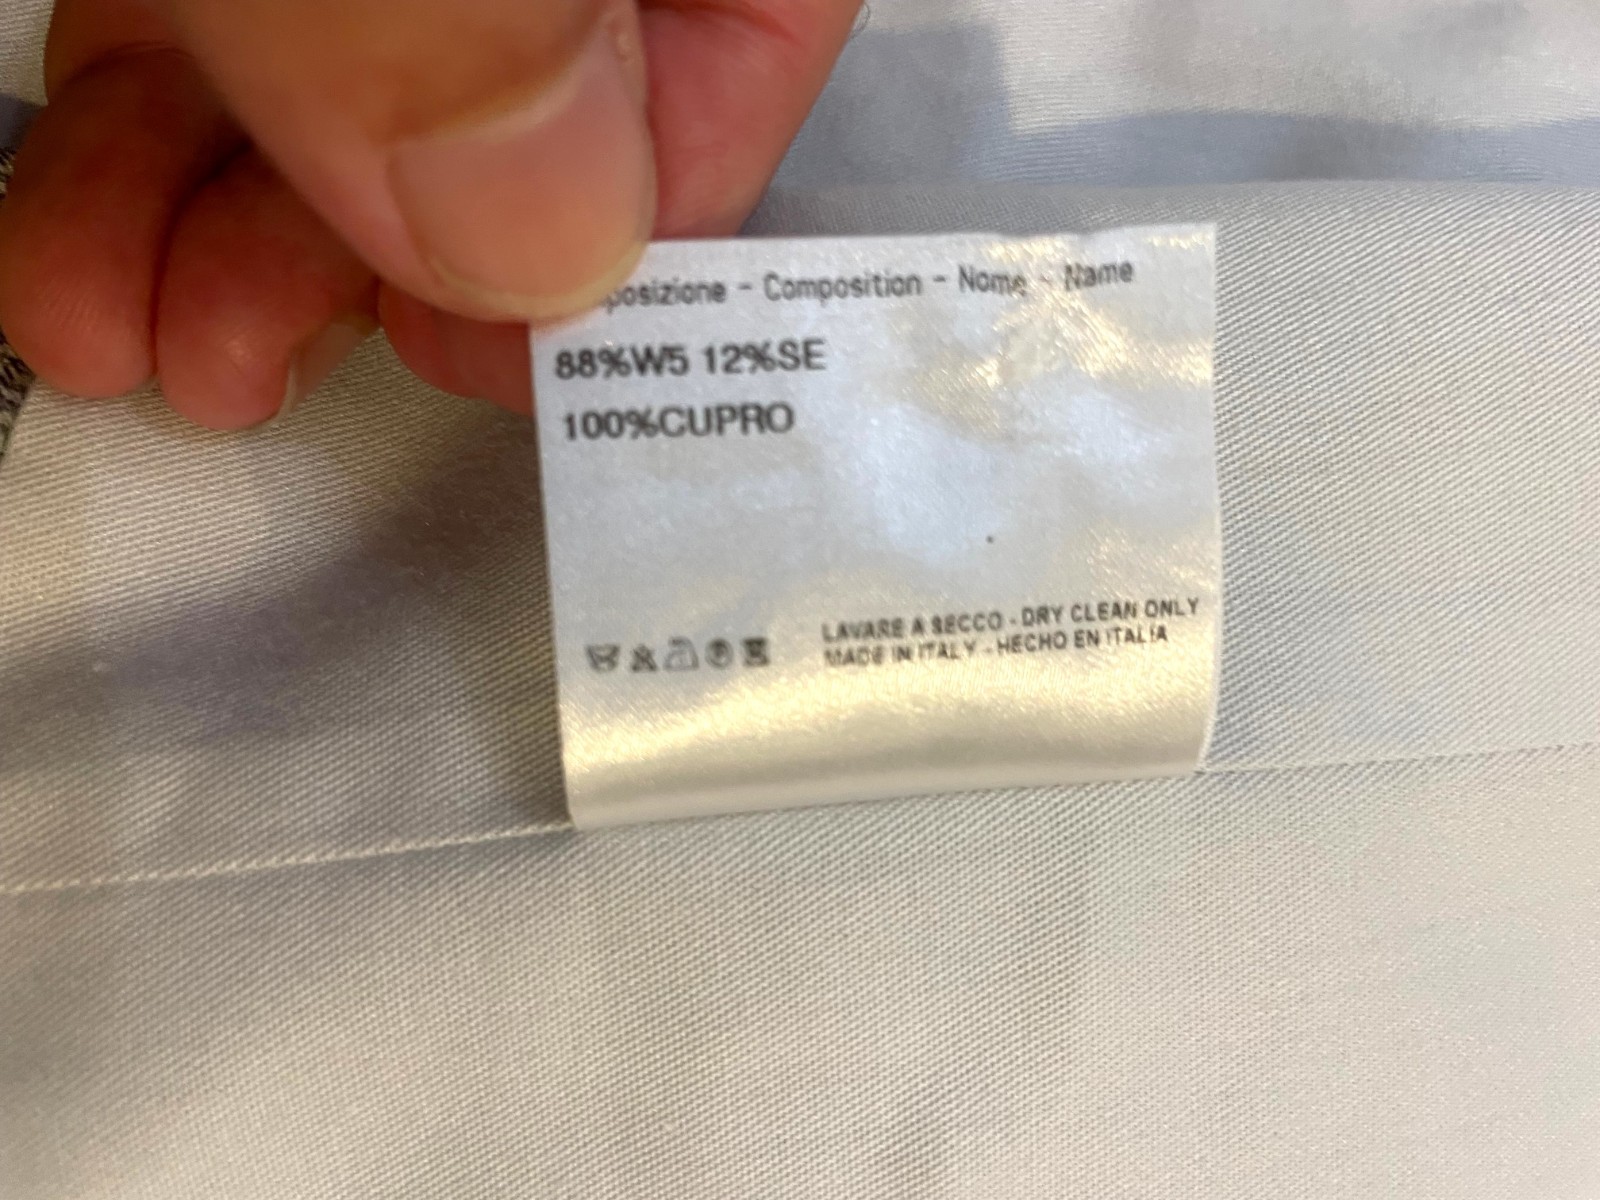 posizione - Composition - Nome - Name
88%W5 12%SE
100%CUPRO
LAVARE A SECCO - DRY CLEAN ONLY
MADE IN ITALY - HECHO EN ITALIA